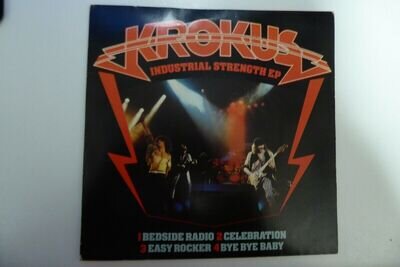 KROKUS
INDUSTRIAL STRENGTH EP
1 BEDSIDE RADIO 2 CELEBRATION
3 EASY ROCKER 4 BYE BYE BABY